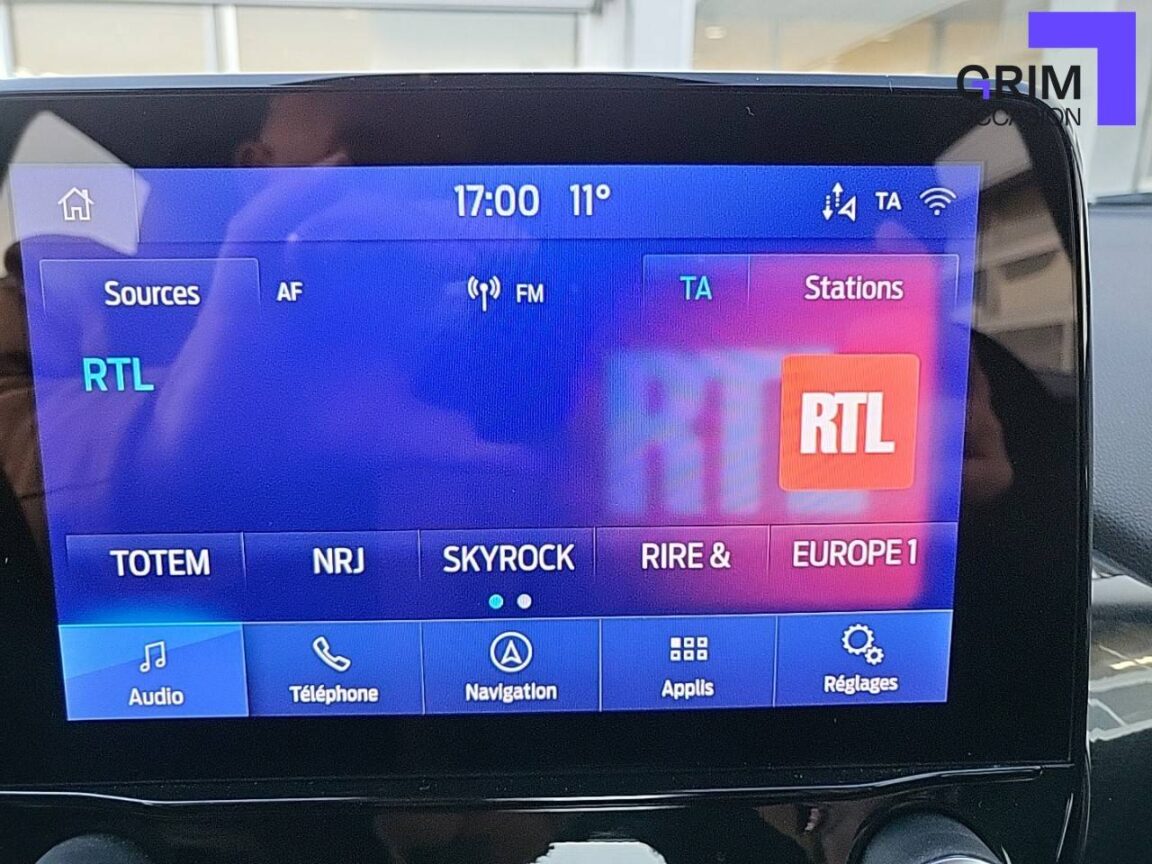 GRIM
OCCASION
17:00 11° TA
Sources AF FM TA Stations
RTL
RTL
RTL
TOTEM NRJ SKYROCK RIRE & EUROPE 1
Audio Téléphone Navigation Applis Réglages